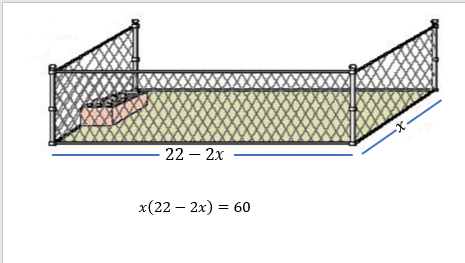 22 − 2x
x
x(22 − 2x) = 60